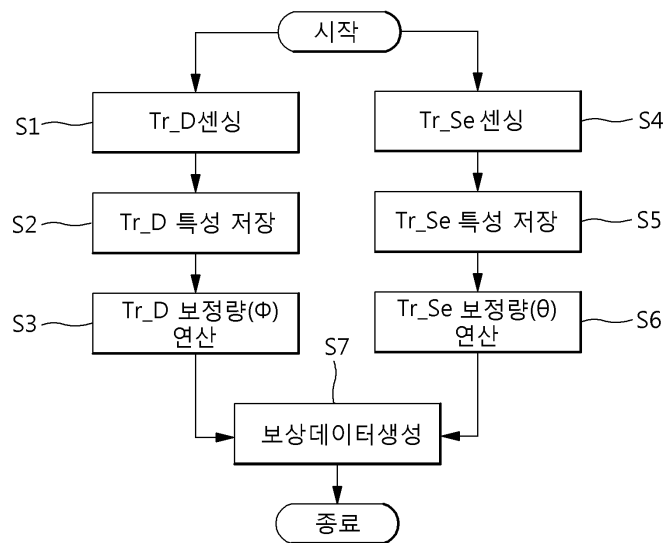 시작
S1
Tr_D센싱
Tr_Se 센싱
S4
S2
Tr_D 특성 저장
Tr_Se 특성 저장
S5
S3
Tr_D 보정량(Φ)
연산
Tr_Se 보정량(θ)
연산
S6
S7
보상데이터생성
종료